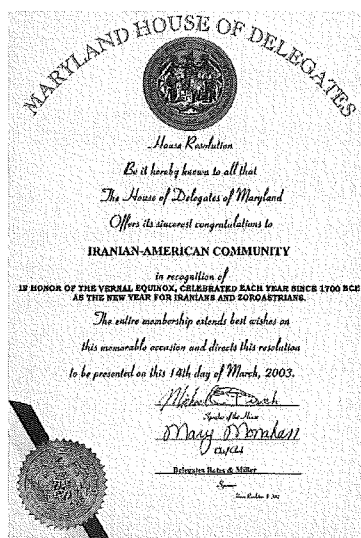 MARYLAND HOUSE OF DELEGATES
House Resolution
Be it hereby known to all that
The House of Delegates of Maryland
Offers its sincerest congratulations to
IRANIAN-AMERICAN COMMUNITY
in recognition of
IN HONOR OF THE VERNAL EQUINOX, CELEBRATED EACH YEAR SINCE 1700 BCE
AS THE NEW YEAR FOR IRANIANS AND ZOROASTRIANS.
The entire membership extends best wishes on
this memorable occasion and directs this resolution
to be presented on this 14th day of March, 2003.
Speaker of the House
Mary Monahan
Chief Clerk
Delegates Bates & Miller
Sponsor